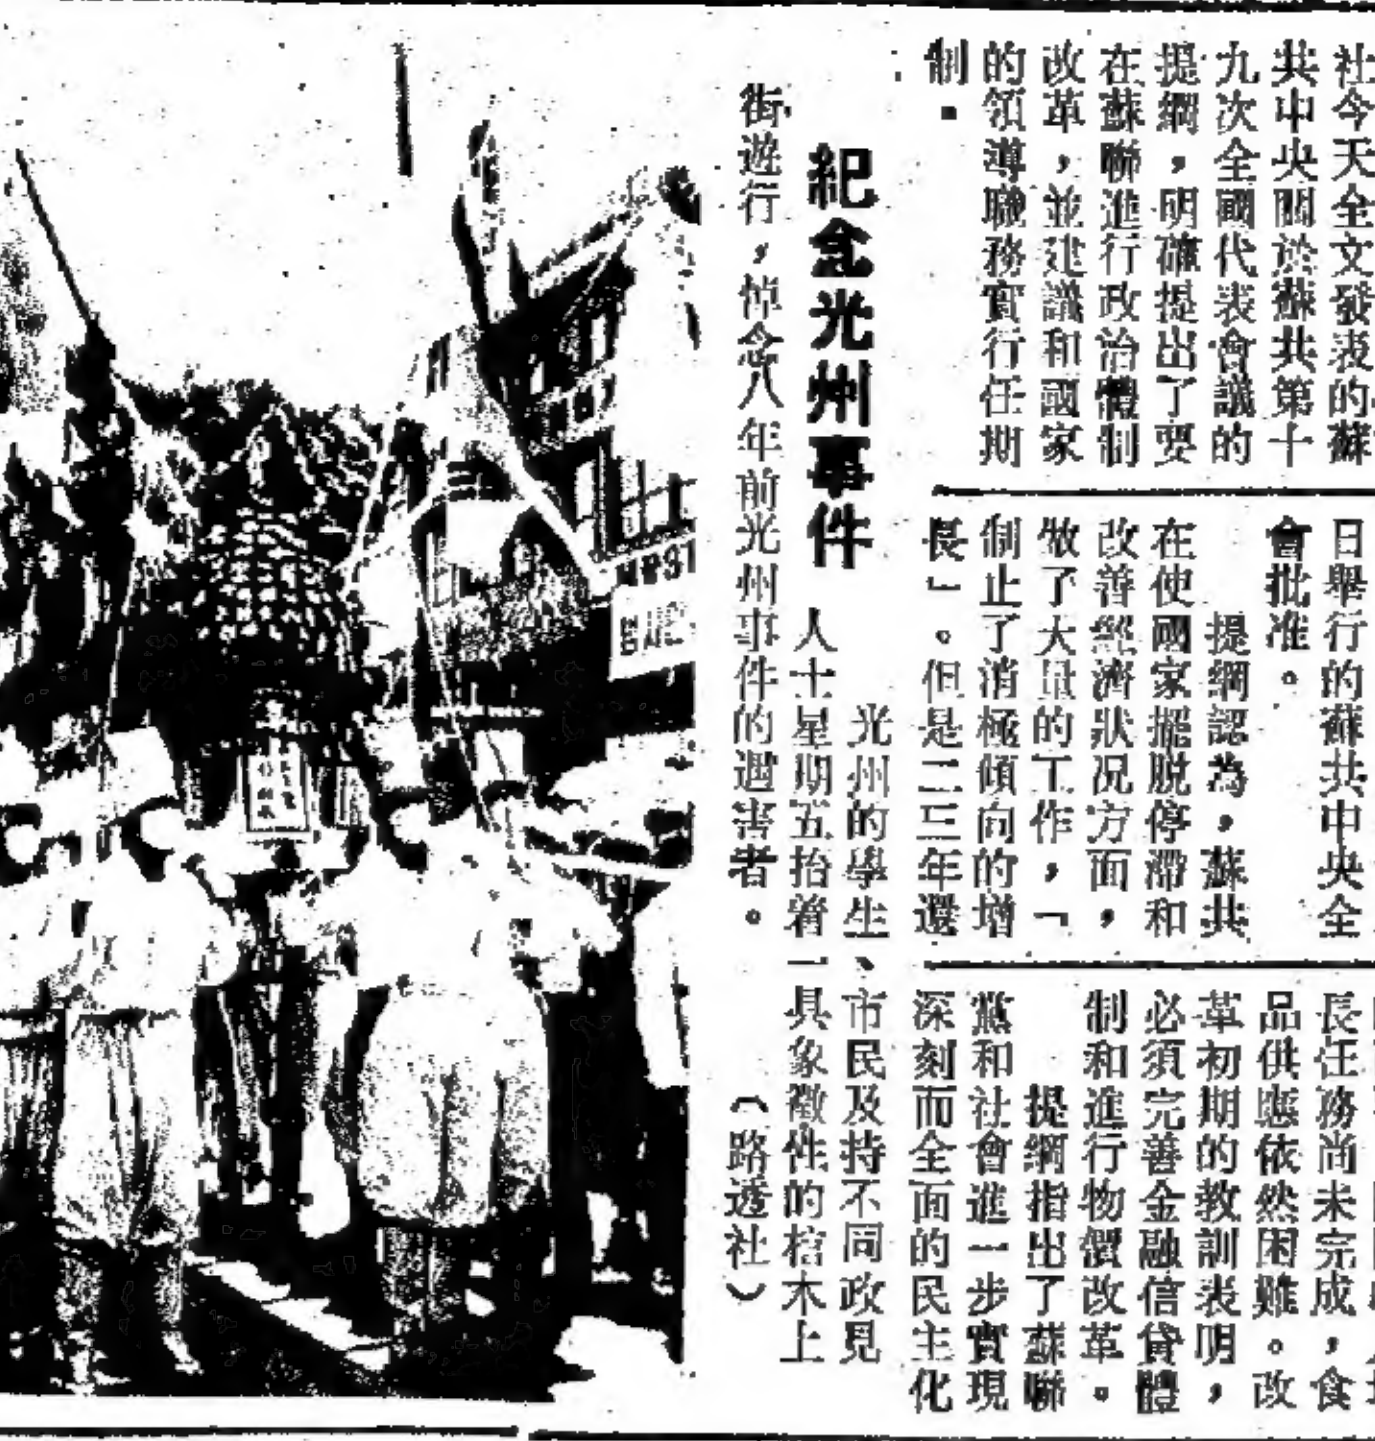 社今天全文發表的蘇
共中央關於蘇共第十
九次全國代表會議的
提綱，明確提出了要
在蘇聯進行政治體制
改革，並建議和國家
的領導職務實行任期
制。
日舉行的蘇共中央全
會批准。
提綱認為，蘇共
在使國家擺脫停滯和
改善經濟狀況方面，
做了大量的工作，「
制止了消極傾向的增
長」。但是二三年還
長任務尚未完成，食
品供應依然困難。改
革初期的教訓表明，
必須完善金融信貸體
制和進行物價改革。
提綱指出了蘇聯
黨和社會進一步實現
深刻而全面的民主化
紀念光州事件
光州的學生、市民及持不同政見
人士星期五抬着一具象徵性的棺木上
街遊行，悼念八年前光州事件的遇害者。
（路透社）